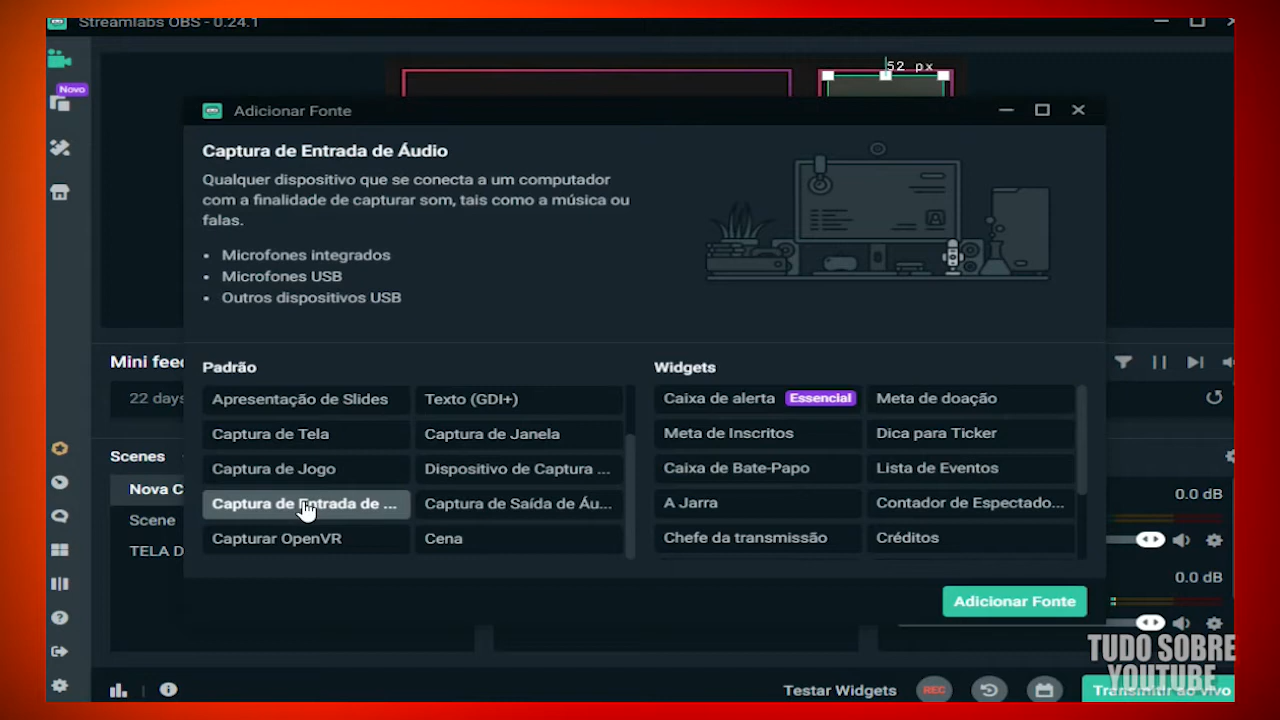 Streamlabs OBS - 0.24.1
52 px
Novo
Adicionar Fonte
Captura de Entrada de Áudio
Qualquer dispositivo que se conecta a um computador
com a finalidade de capturar som, tais como a música ou
falas.
• Microfones integrados
• Microfones USB
• Outros dispositivos USB
Mini fee
22 days
Scenes
Nova C
Scene
TELA D
Padrão
Apresentação de Slides
Texto (GDI+)
Captura de Tela
Captura de Janela
Captura de Jogo
Dispositivo de Captura ...
Captura de Entrada de ...
Captura de Saída de Áu...
Capturar OpenVR
Cena
Widgets
Caixa de alerta Essencial
Meta de doação
Meta de Inscritos
Dica para Ticker
Caixa de Bate-Papo
Lista de Eventos
A Jarra
Contador de Espectado...
Chefe da transmissão
Créditos
Adicionar Fonte
0.0 dB
0.0 dB
Testar Widgets
REC
Transmitir ao vivo
TUDO SOBRE
YOUTUBE